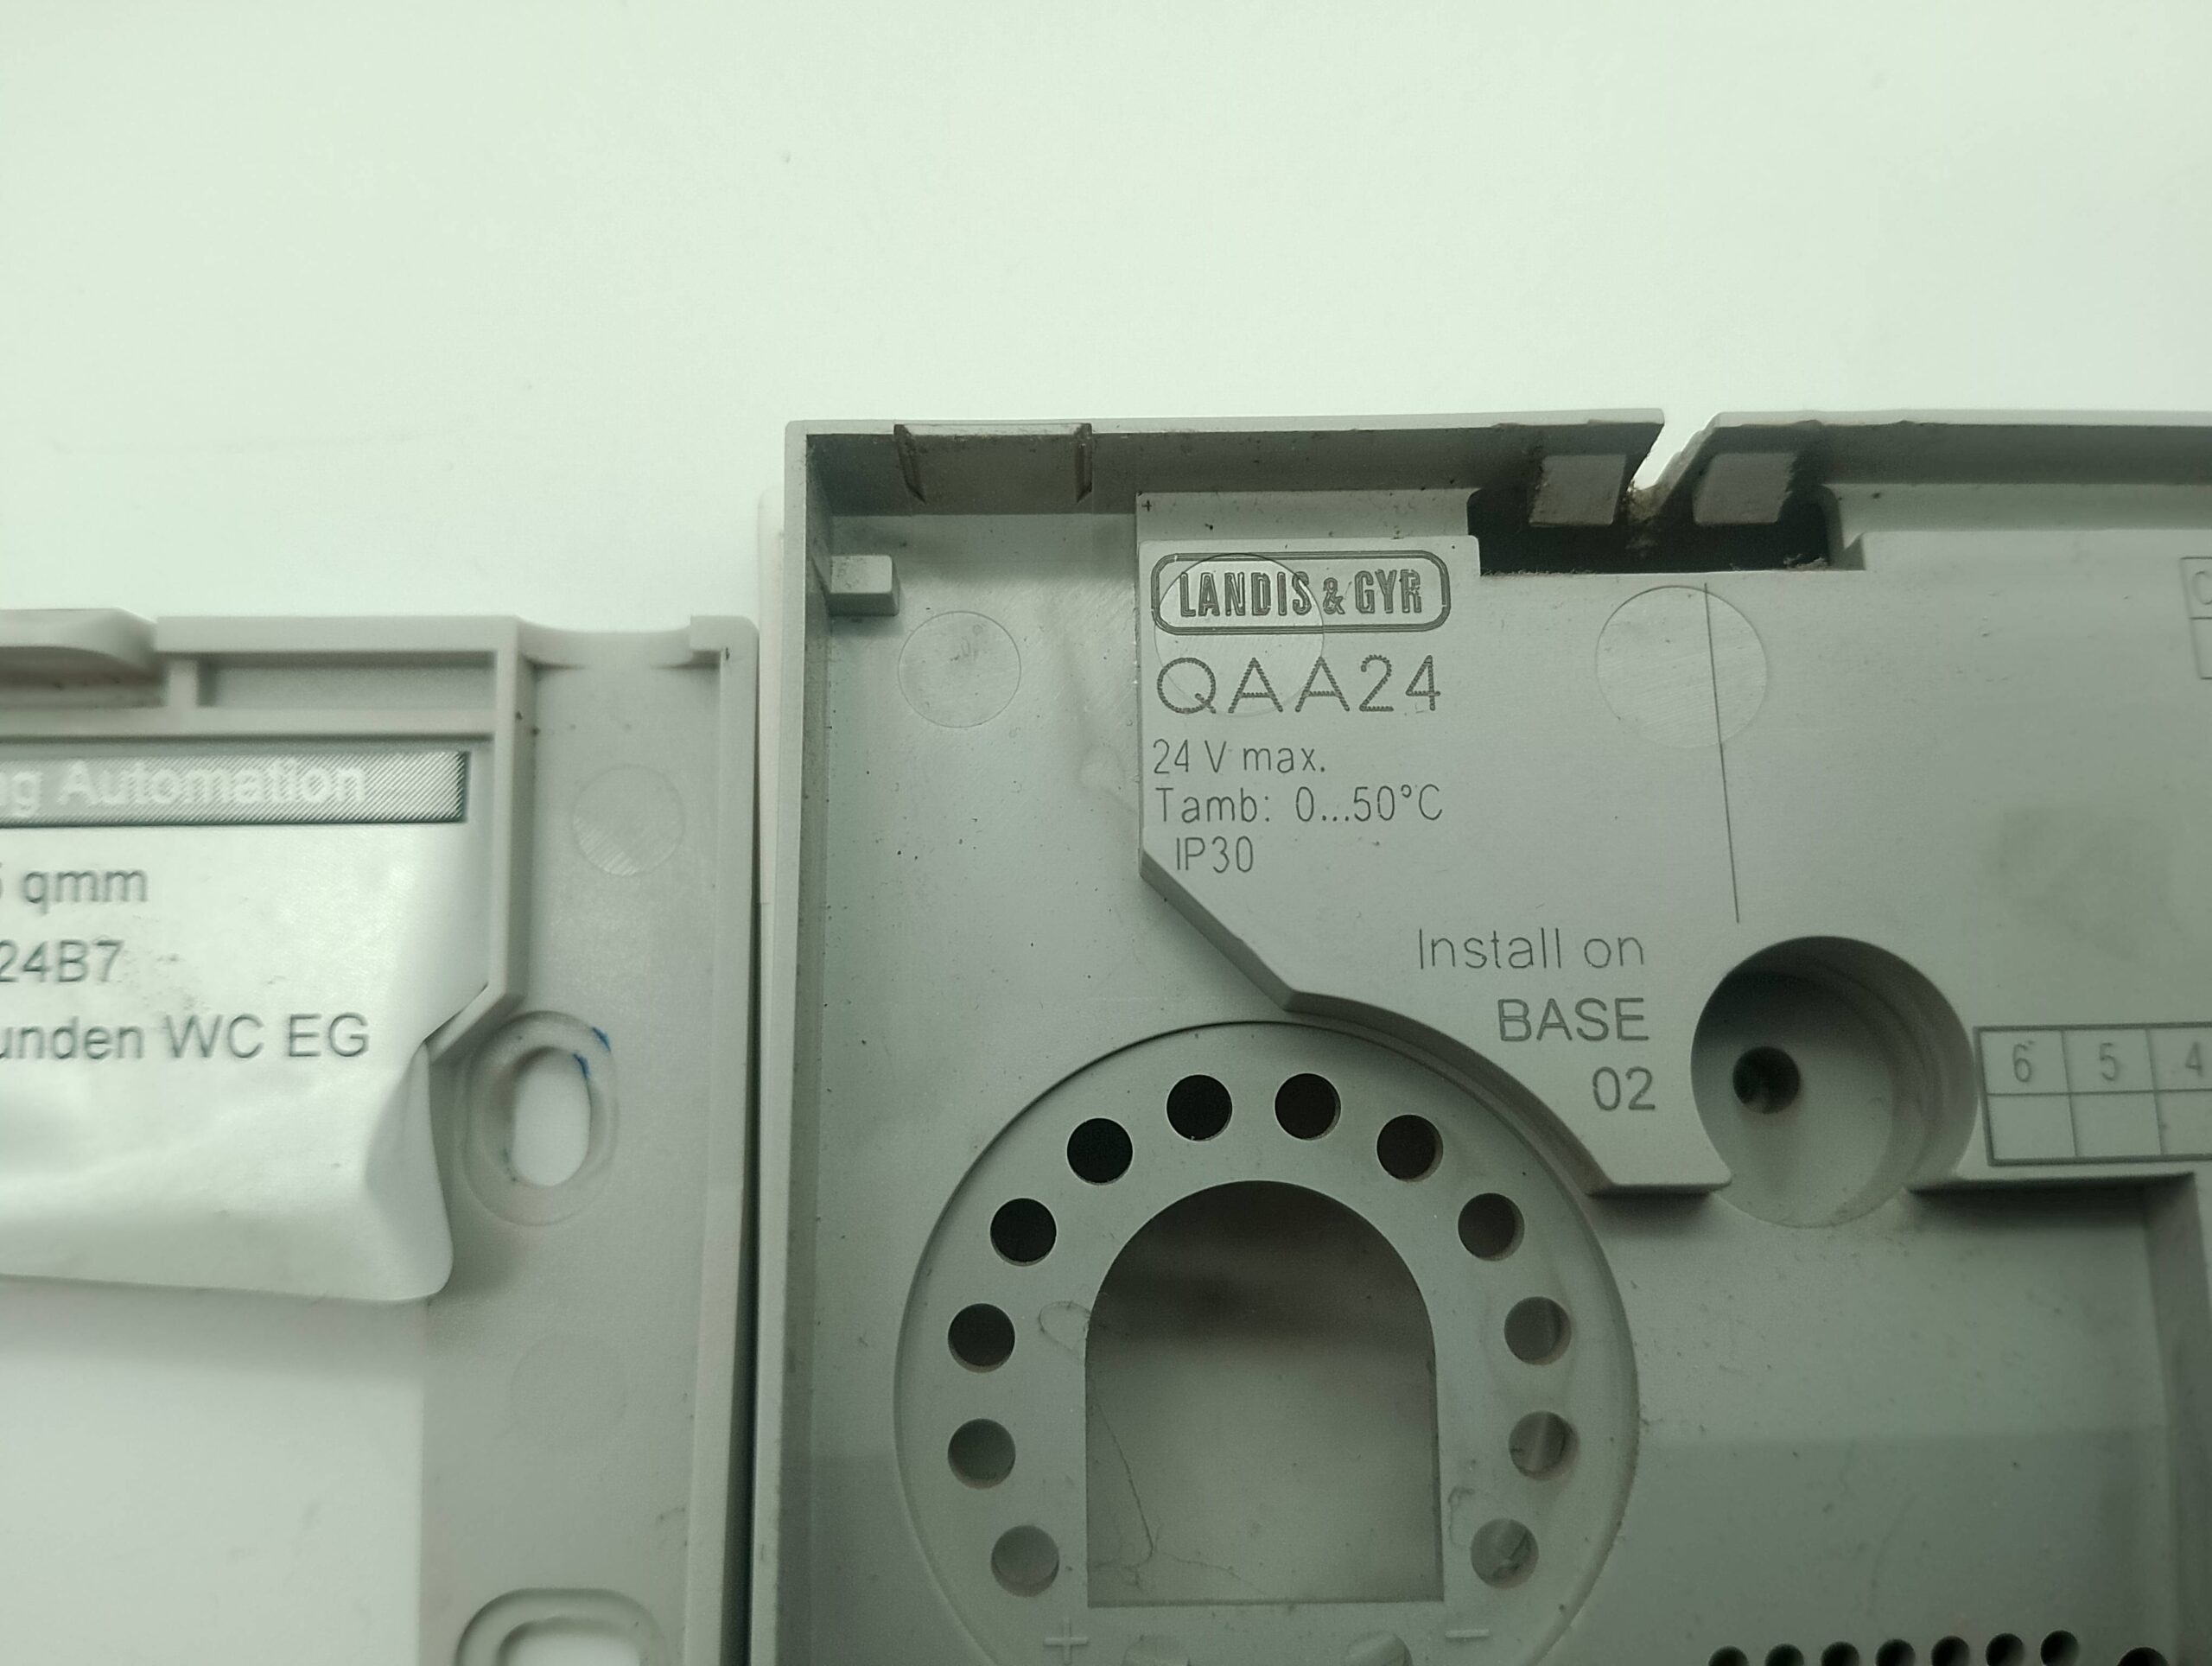 ng Automation
5 qmm
24B7
unden WC EG
LANDIS & GYR
QAA24
24 V max.
Tamb: 0...50°C
IP30
Install on
BASE
02
6 5 4
+ −